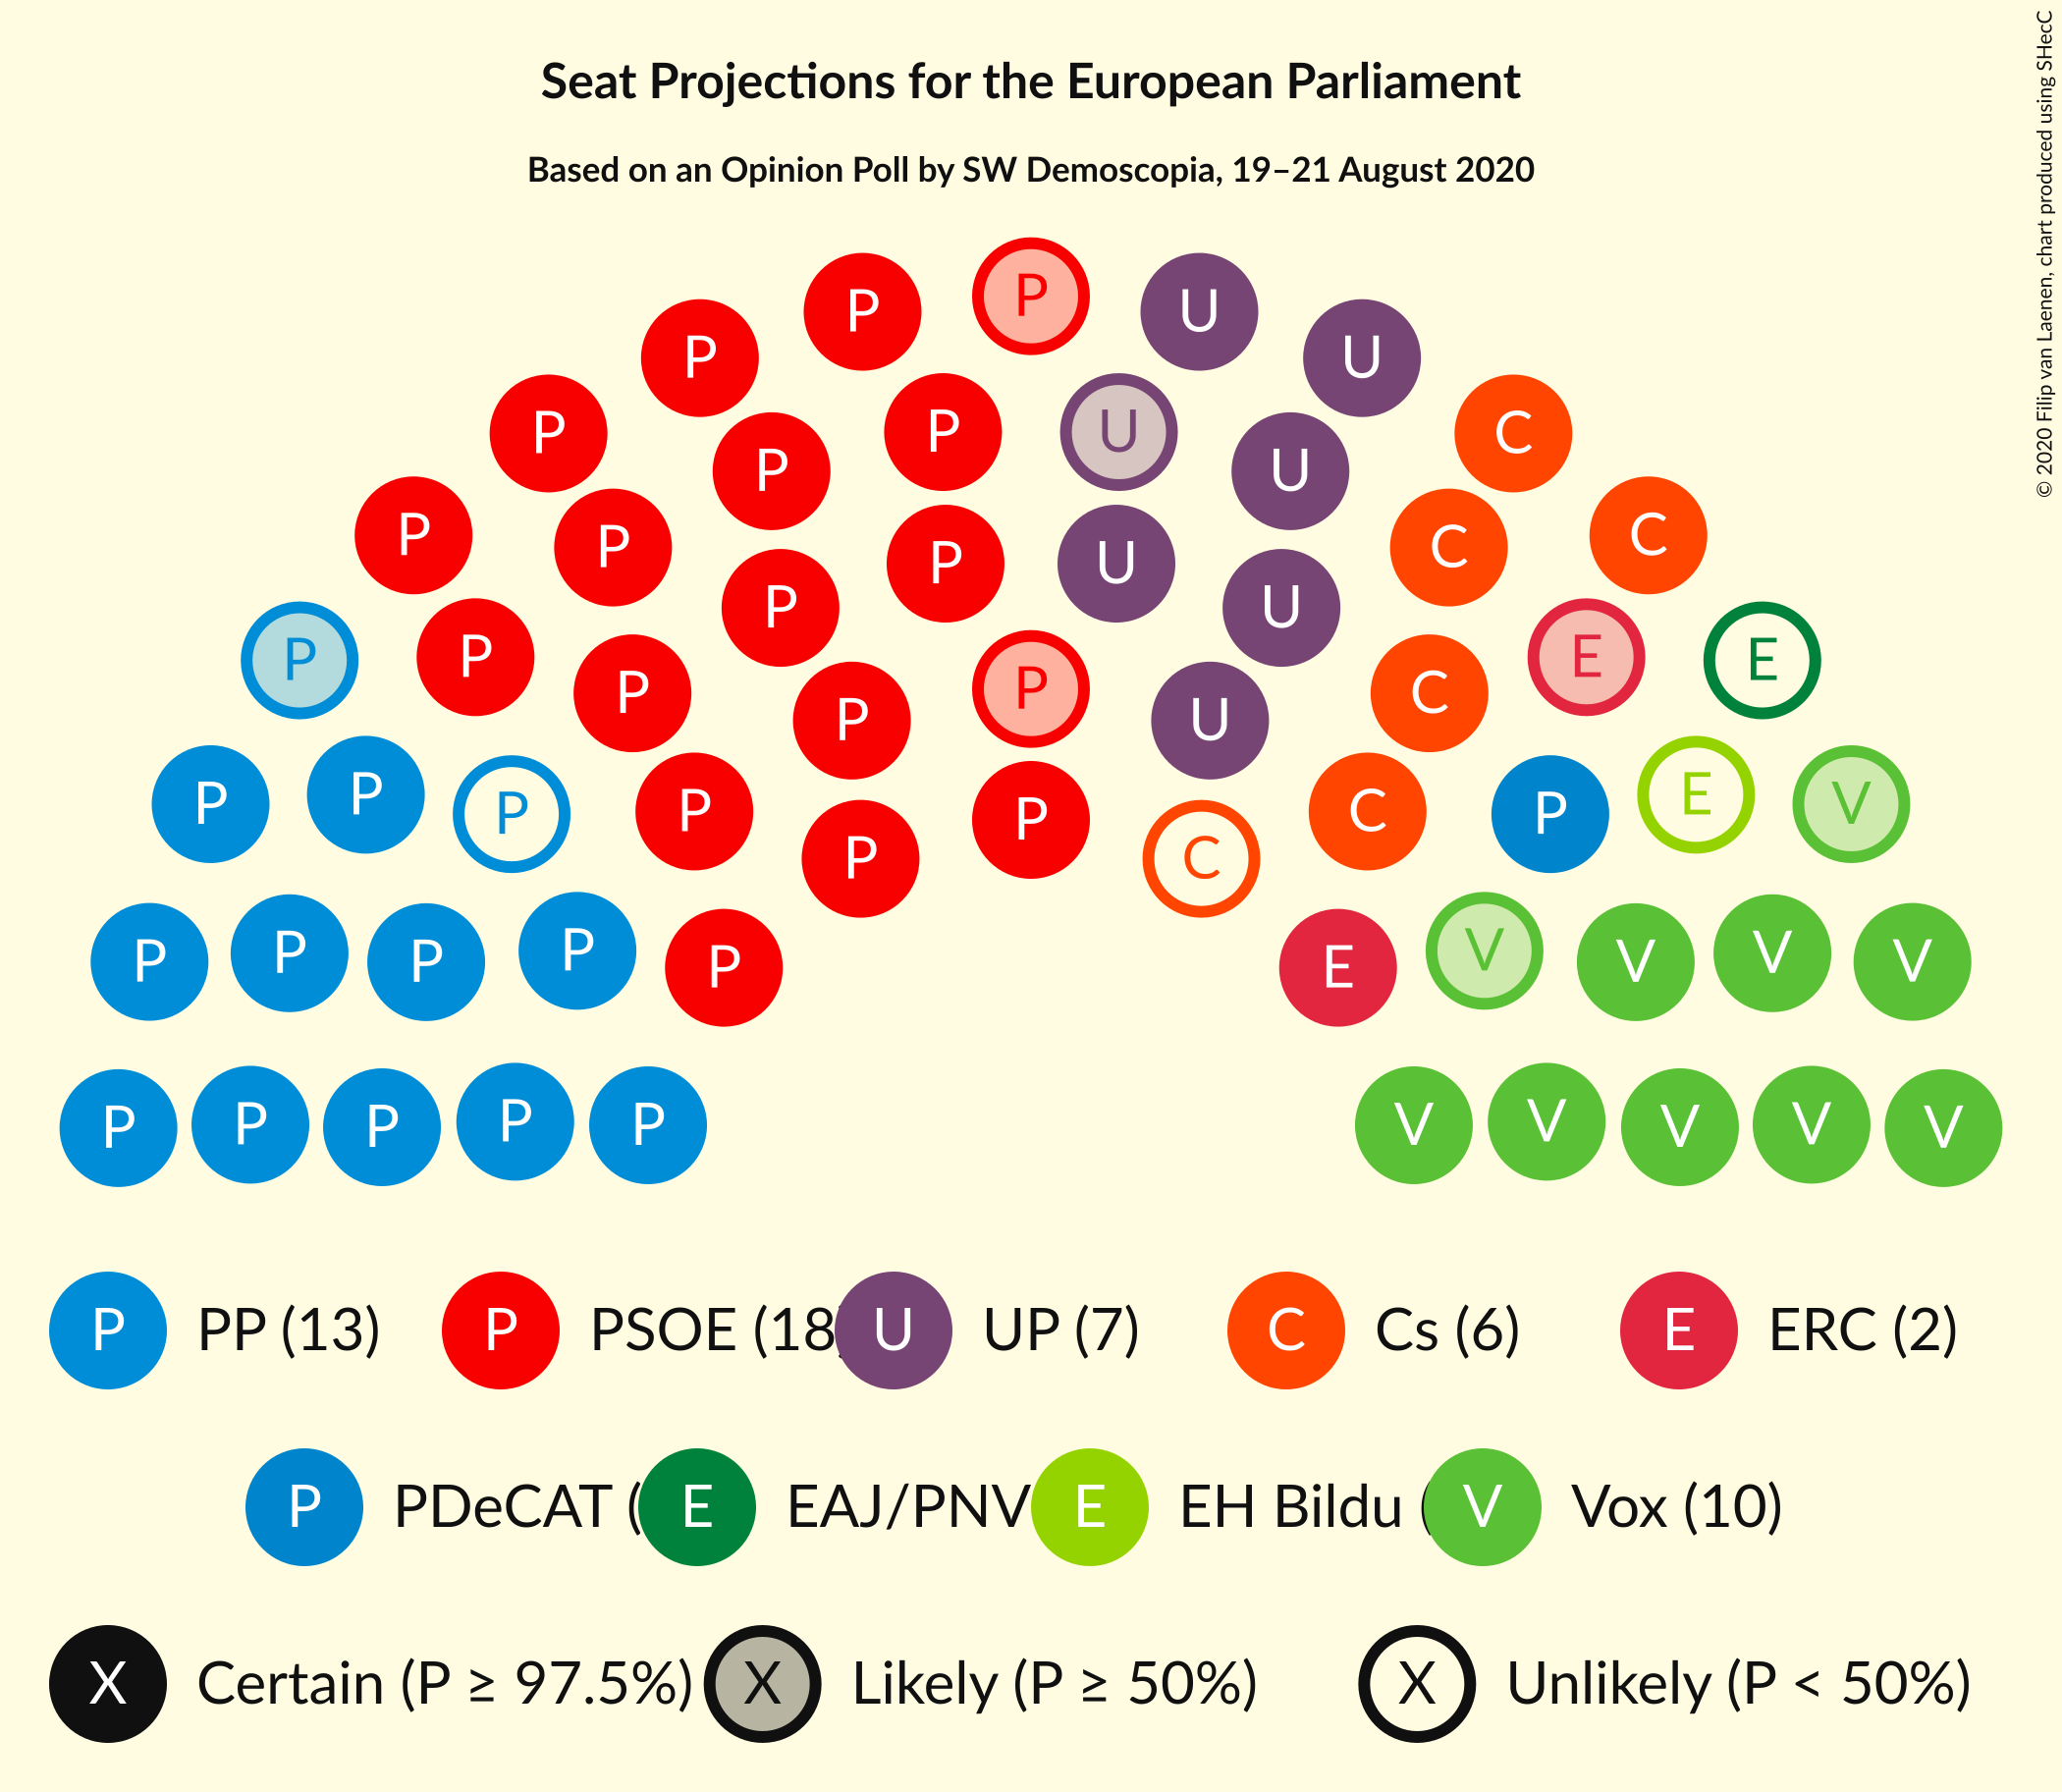 Seat Projections for the European Parliament
Based on an Opinion Poll by SW Demoscopia, 19–21 August 2020
© 2020 Filip van Laenen, chart produced using SHecC
P P P U U
P P P U U C
P P P P U U C C
P P P P P U C E E
P P P P P P C C P E V
P P P P P E V V V V
P P P P P V V V V V
P PP (13) P PSOE (18) U UP (7) C Cs (6) E ERC (2)
P PDeCAT ( E EAJ/PNV E EH Bildu ( V Vox (10)
X Certain (P ≥ 97.5%) X Likely (P ≥ 50%) X Unlikely (P < 50%)